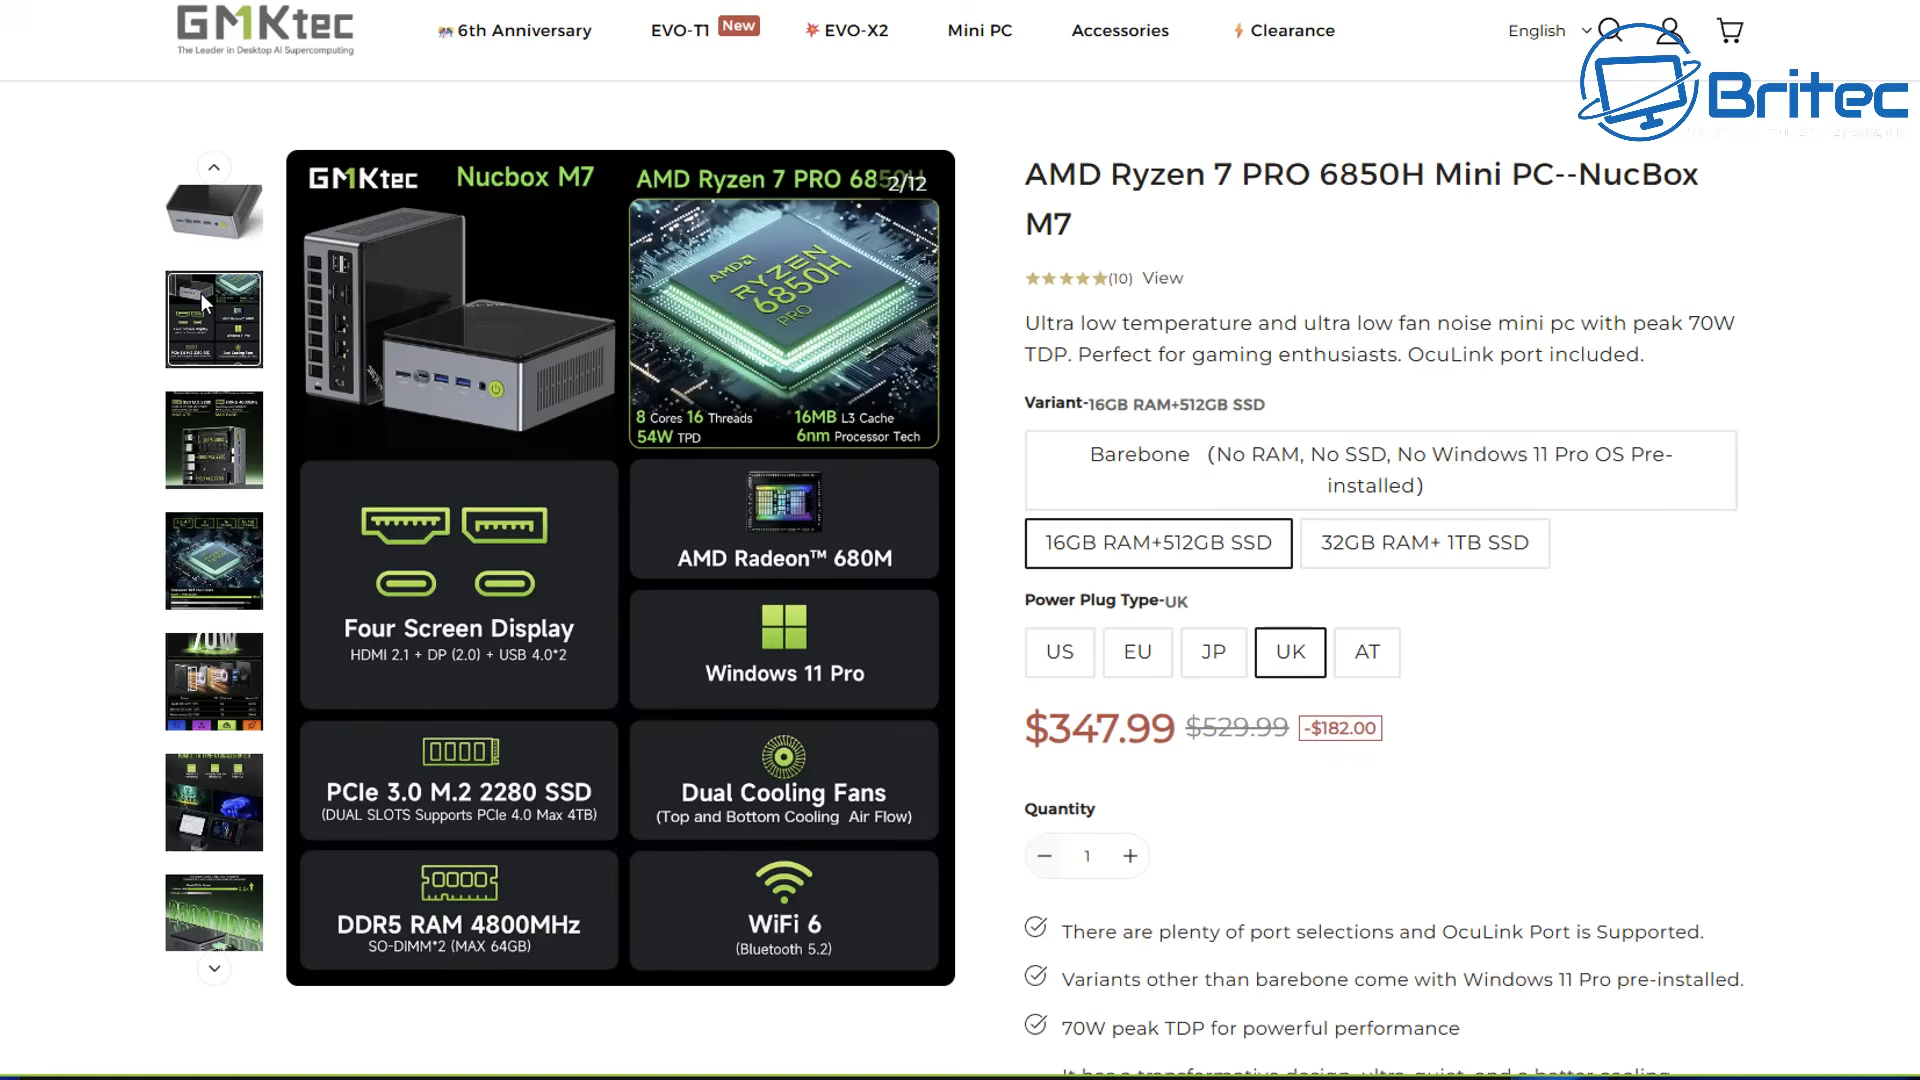 GMKtec
The Leader in Desktop AI Supercomputing
6th Anniversary
EVO-T1
New
EVO-X2
Mini PC
Accessories
Clearance
English
Britec
GMKtec
Nucbox M7
AMD Ryzen 7 PRO 6850H
2/12
AMD
RYZEN
6850H
PRO
8 Cores 16 Threads
16MB L3 Cache
54W TPD
6nm Processor Tech
Four Screen Display
HDMI 2.1 + DP (2.0) + USB 4.0*2
AMD Radeon™ 680M
Windows 11 Pro
PCIe 3.0 M.2 2280 SSD
(DUAL SLOTS Supports PCIe 4.0 Max 4TB)
Dual Cooling Fans
(Top and Bottom Cooling Air Flow)
DDR5 RAM 4800MHz
SO-DIMM*2 (MAX 64GB)
WiFi 6
(Bluetooth 5.2)
AMD Ryzen 7 PRO 6850H Mini PC--NucBox
M7
(10) View
Ultra low temperature and ultra low fan noise mini pc with peak 70W
TDP. Perfect for gaming enthusiasts. OcuLink port included.
Variant-16GB RAM+512GB SSD
Barebone （No RAM, No SSD, No Windows 11 Pro OS Pre-
installed）
16GB RAM+512GB SSD
32GB RAM+ 1TB SSD
Power Plug Type-UK
US
EU
JP
UK
AT
$347.99 $529.99 -$182.00
Quantity
1
There are plenty of port selections and OcuLink Port is Supported.
Variants other than barebone come with Windows 11 Pro pre-installed.
70W peak TDP for powerful performance